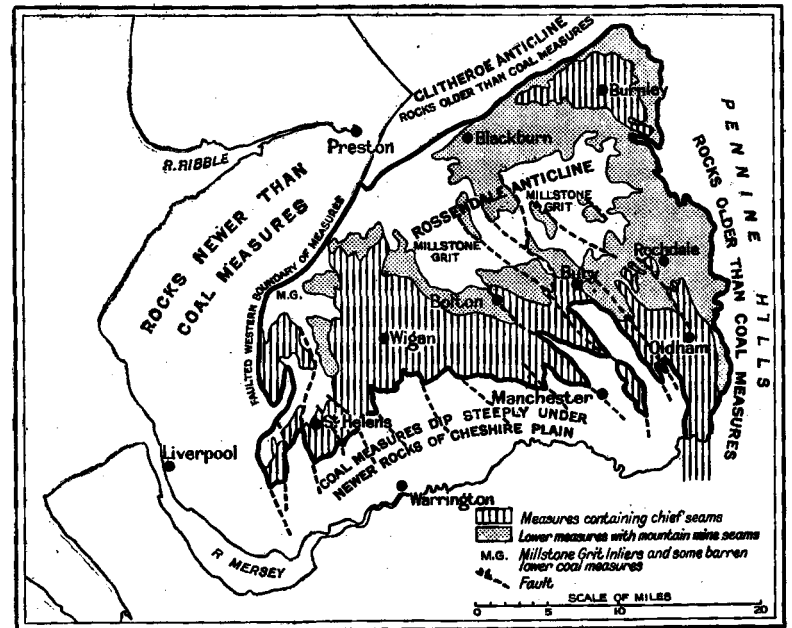 CLITHEROE ANTICLINE
ROCKS OLDER THAN COAL MEASURES
Burnley
Preston
Blackburn
R. RIBBLE
PENNINE HILLS
ROCKS OLDER THAN COAL MEASURES
ROCKS NEWER THAN
COAL MEASURES
ROSSENDALE ANTICLINE
MILLSTONE
GRIT
MILLSTONE
GRIT
FAULTED WESTERN BOUNDARY OF MEASURES
M.G.
Rochdale
Bury
Bolton
Wigan
Oldham
Manchester
St Helens
COAL MEASURES DIP STEEPLY UNDER
NEWER ROCKS OF CHESHIRE PLAIN
Liverpool
Warrington
R MERSEY
Measures containing chief seams
Lower measures with mountain mine seams
M.G. Millstone Grit Inliers and some barren
lower coal measures
Fault
SCALE OF MILES
0 5 10 20